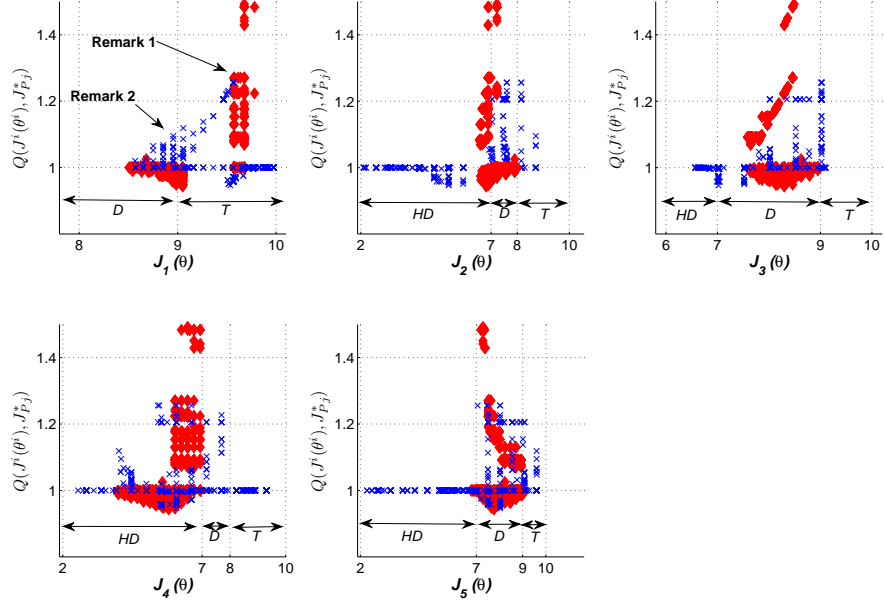 1.4
1.2
1
Q(J^i(θ^i), J^*_{Pj})
Remark 1
Remark 2
D
T
8
9
10
J_1(θ)
1.4
1.2
1
Q(J^i(θ^i), J^*_{Pj})
HD
D
T
2
7
8
10
J_2(θ)
1.4
1.2
1
Q(J^i(θ^i), J^*_{Pj})
HD
D
T
6
7
8
9
10
J_3(θ)
1.4
1.2
1
Q(J^i(θ^i), J^*_{Pj})
HD
D
T
2
7
8
10
J_4(θ)
1.4
1.2
1
Q(J^i(θ^i), J^*_{Pj})
HD
D
T
2
7
9
10
J_5(θ)